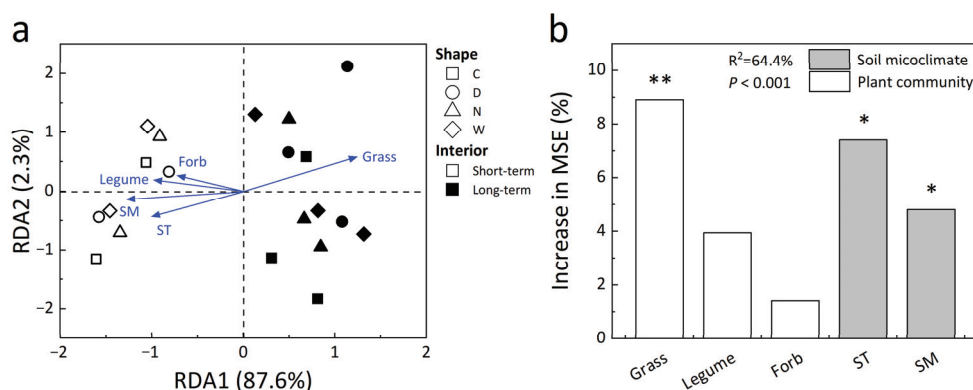 a
RDA2 (2.3%)
2
1
0
−1
−2
−2
−1
0
1
2
RDA1 (87.6%)
Forb
Legume
SM
ST
Grass
Shape
C
D
N
W
Interior
Short-term
Long-term
b
Increase in MSE (%)
10
8
6
4
2
0
R²=64.4%
P < 0.001
Soil micoclimate
Plant community
**
*
*
Grass
Legume
Forb
ST
SM